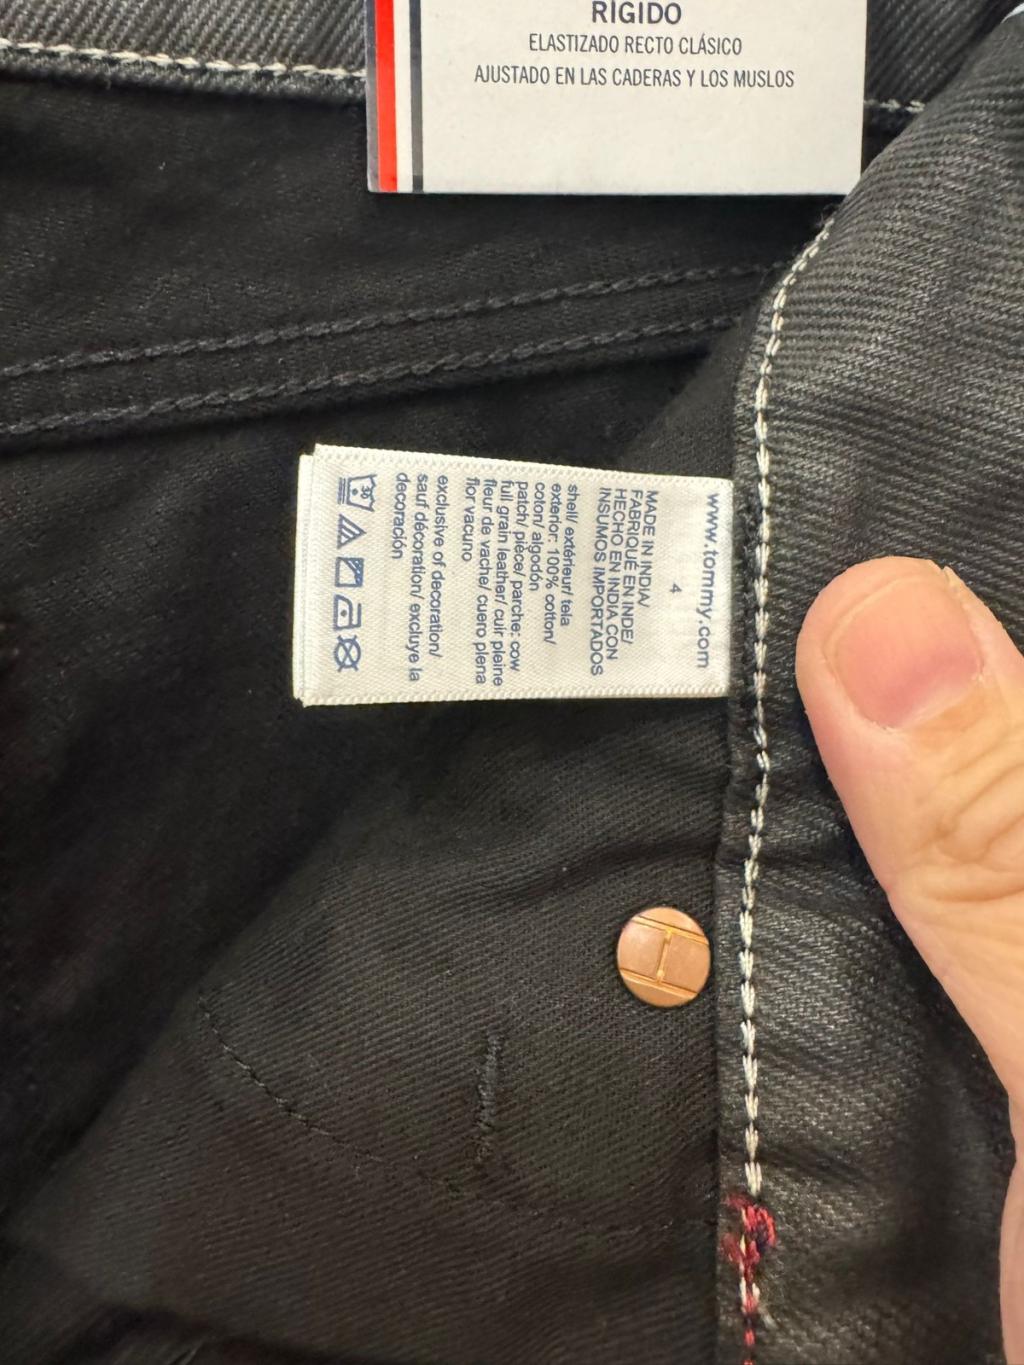 RÍGIDO
ELASTIZADO RECTO CLÁSICO
AJUSTADO EN LAS CADERAS Y LOS MUSLOS
www.tommy.com
4
MADE IN INDIA/
FABRIQUÉ EN INDE/
HECHO EN INDIA CON
INSUMOS IMPORTADOS
shell/ extérieur/ tela
exterior: 100% cotton/
coton/ algodón
patch/ pièce/ parche: cow
full grain leather/ cuir pleine
fleur de vache/ cuero plena
flor vacuno
exclusive of decoration/
sauf décoration/ excluye la
decoración
30